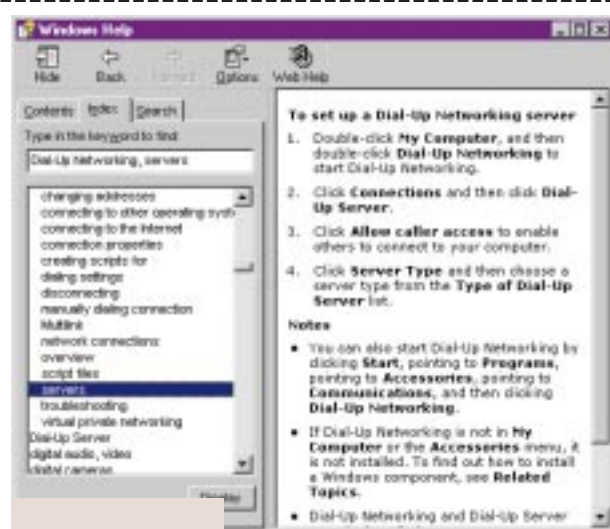 Windows Help
Hide Back Forward Options Web Help
Contents Index Search
Type in the keyword to find:
Dial-Up Networking, servers
changing addresses
connecting to other operating syst
connecting to the Internet
connection properties
creating scripts for
dialing settings
disconnecting
manually dialing connection
Multilink
network connections
overview
script files
servers
troubleshooting
virtual private networking
Dial-Up Server
digital audio, video
digital cameras
Display
To set up a Dial-Up Networking server
1. Double-click My Computer, and then
double-click Dial-Up Networking to
start Dial-Up Networking.
2. Click Connections and then click Dial-
Up Server.
3. Click Allow caller access to enable
others to connect to your computer.
4. Click Server Type and then choose a
server type from the Type of Dial-Up
Server list.
Notes
• You can also start Dial-Up Networking by
clicking Start, pointing to Programs,
pointing to Accessories, pointing to
Communications, and then clicking
Dial-Up Networking.
• If Dial-Up Networking is not in My
Computer or the Accessories menu, it
is not installed. To find out how to install
a Windows component, see Related
Topics.
• Dial-Up Networking and Dial-Up Server